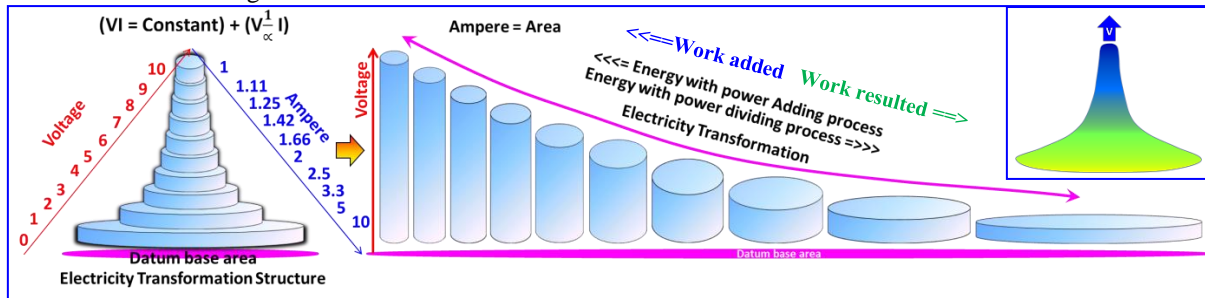 (VI = Constant) + (V 1/∝ I)
Voltage
10
9
8
7
6
5
4
3
2
1
0
Ampere
1
1.11
1.25
1.42
1.66
2
2.5
3.3
5
10
Datum base area
Electricity Transformation Structure
Voltage
Ampere = Area
<<==Work added
Work resulted ==>
<<<= Energy with power Adding process
Energy with power dividing process =>>>
Electricity Transformation
Datum base area
V